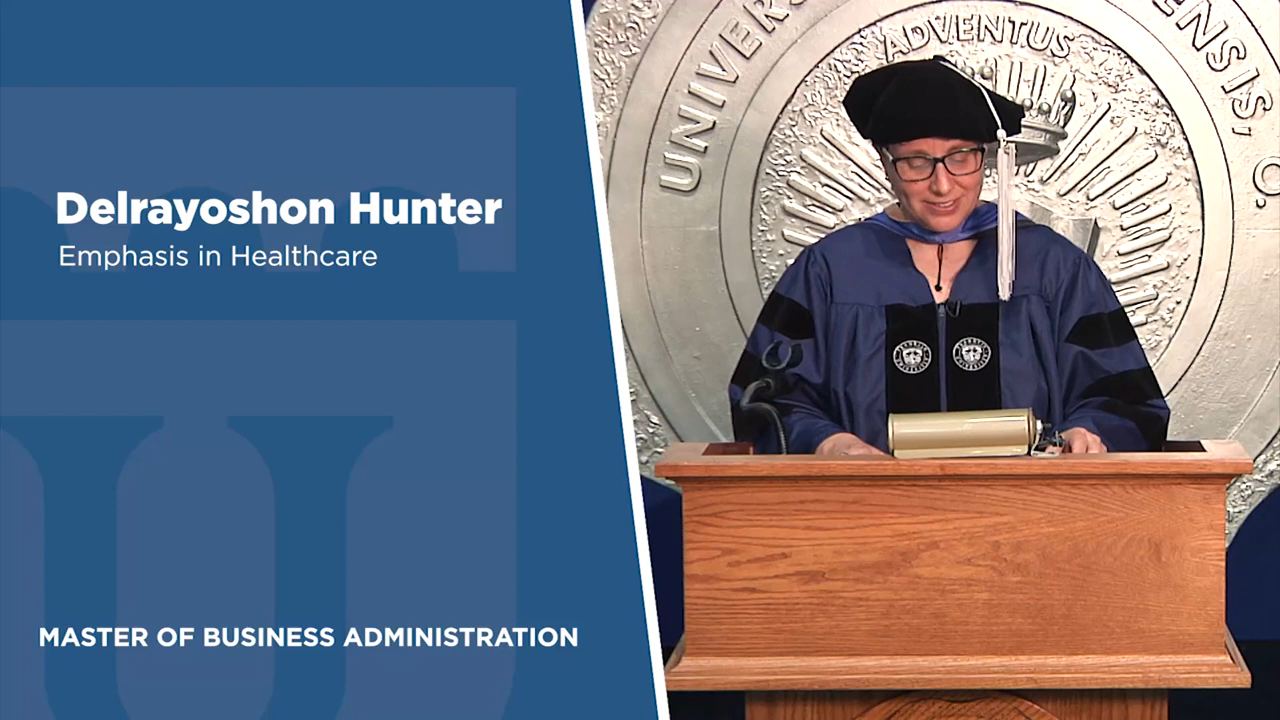 Delrayoshon Hunter
Emphasis in Healthcare
MASTER OF BUSINESS ADMINISTRATION
ADVENTUS